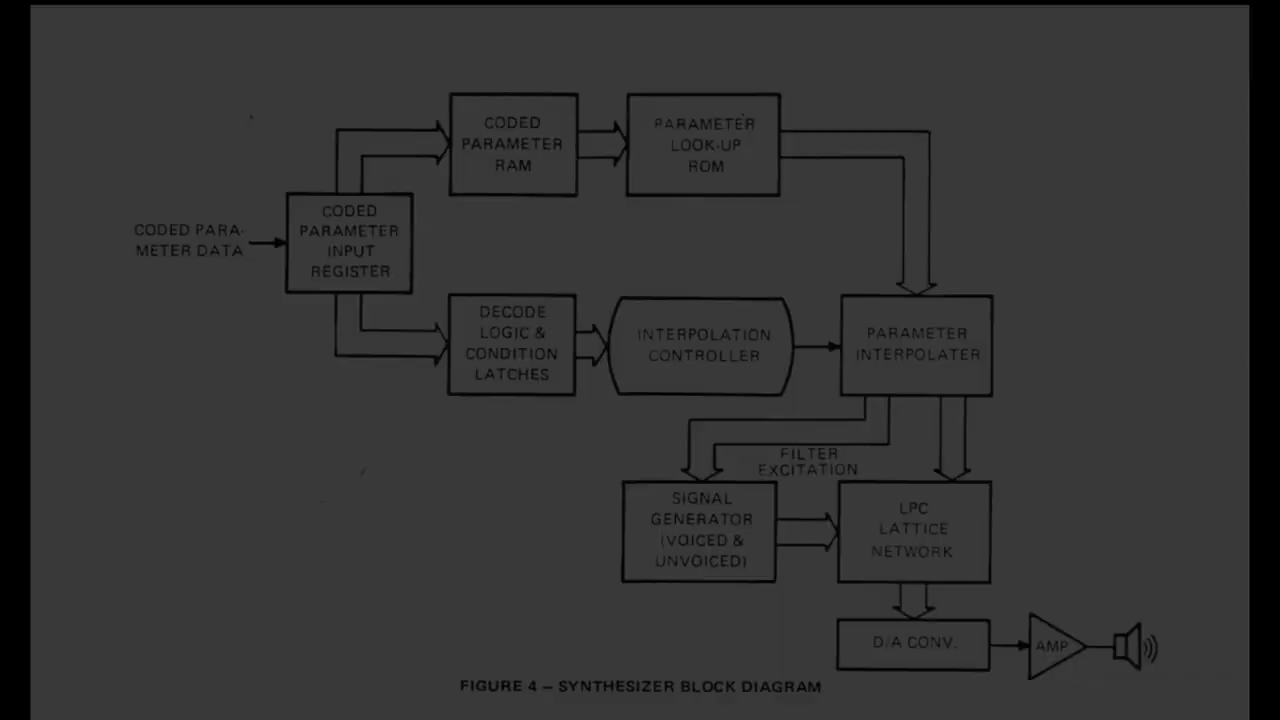 CODED
PARAMETER
RAM
PARAMETER
LOOK-UP
ROM
CODED PARA-
METER DATA
CODED
PARAMETER
INPUT
REGISTER
DECODE
LOGIC &
CONDITION
LATCHES
INTERPOLATION
CONTROLLER
PARAMETER
INTERPOLATER
FILTER
EXCITATION
SIGNAL
GENERATOR
(VOICED &
UNVOICED)
LPC
LATTICE
NETWORK
D/A CONV.
AMP
FIGURE 4 – SYNTHESIZER BLOCK DIAGRAM